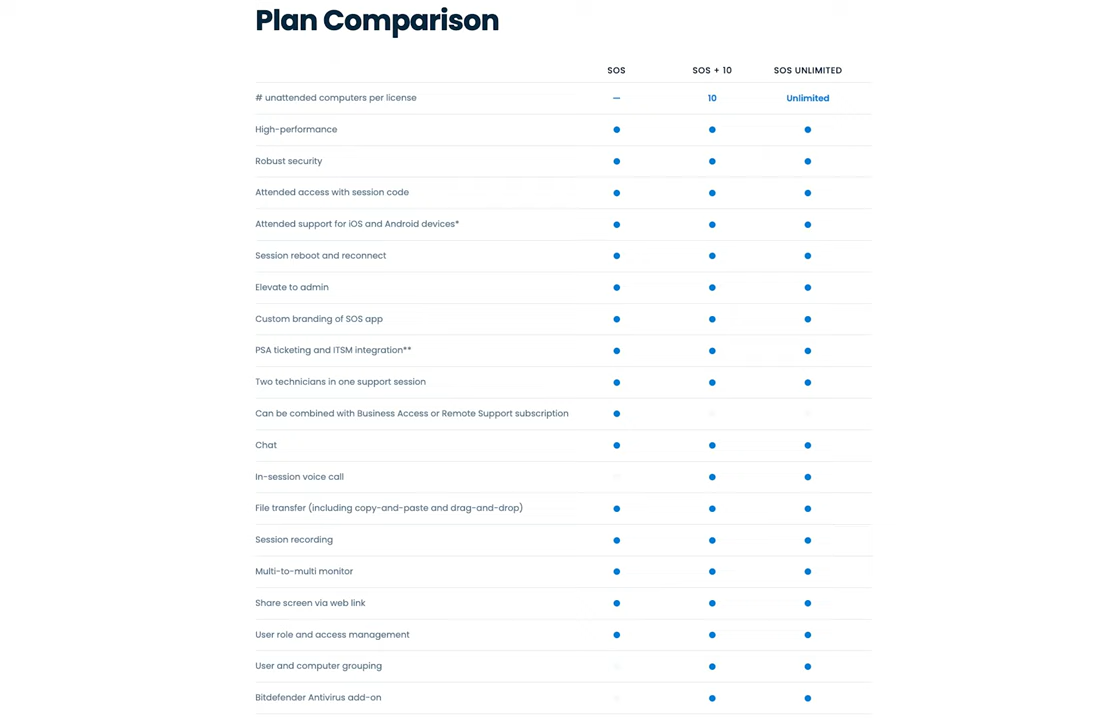 Plan Comparison
SOS SOS + 10 SOS UNLIMITED
# unattended computers per license – 10 Unlimited
High-performance
Robust security
Attended access with session code
Attended support for iOS and Android devices*
Session reboot and reconnect
Elevate to admin
Custom branding of SOS app
PSA ticketing and ITSM integration**
Two technicians in one support session
Can be combined with Business Access or Remote Support subscription
Chat
In-session voice call
File transfer (including copy-and-paste and drag-and-drop)
Session recording
Multi-to-multi monitor
Share screen via web link
User role and access management
User and computer grouping
Bitdefender Antivirus add-on